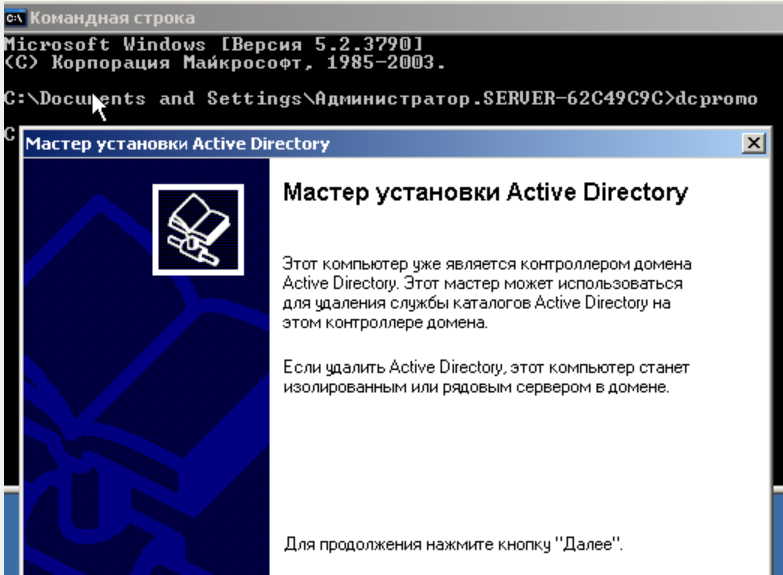 Командная строка
Microsoft Windows [Версия 5.2.3790]
(C) Корпорация Майкрософт, 1985-2003.
C:\Documents and Settings\Администратор.SERVER-62C49C9C>dcpromo
C
Мастер установки Active Directory
Мастер установки Active Directory
Этот компьютер уже является контроллером домена
Active Directory. Этот мастер может использоваться
для удаления службы каталогов Active Directory на
этом контроллере домена.
Если удалить Active Directory, этот компьютер станет
изолированным или рядовым сервером в домене.
Для продолжения нажмите кнопку "Далее".